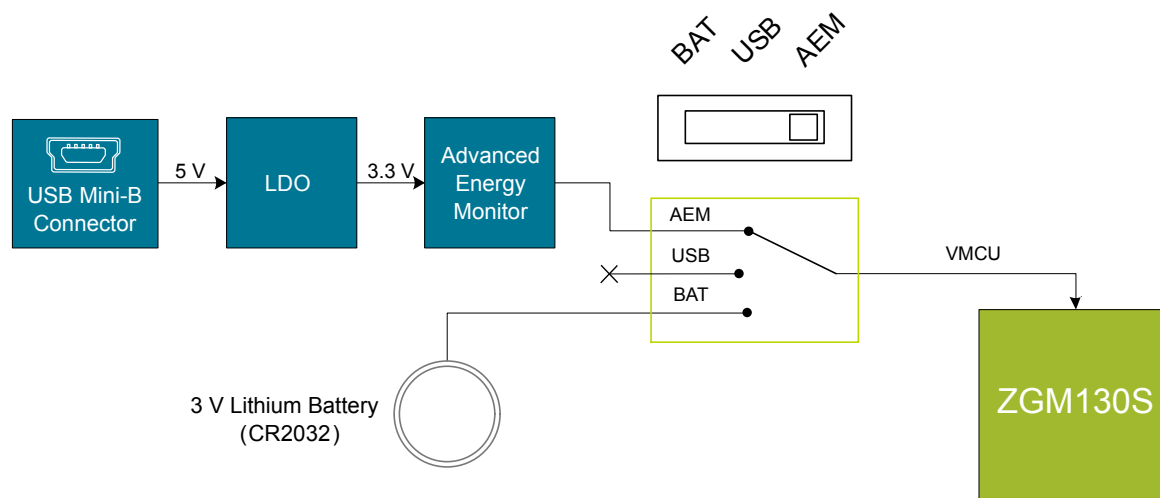 BAT
USB
AEM
USB Mini-B
Connector
5 V
LDO
3.3 V
Advanced
Energy
Monitor
AEM
USB
BAT
VMCU
3 V Lithium Battery
(CR2032)
ZGM130S